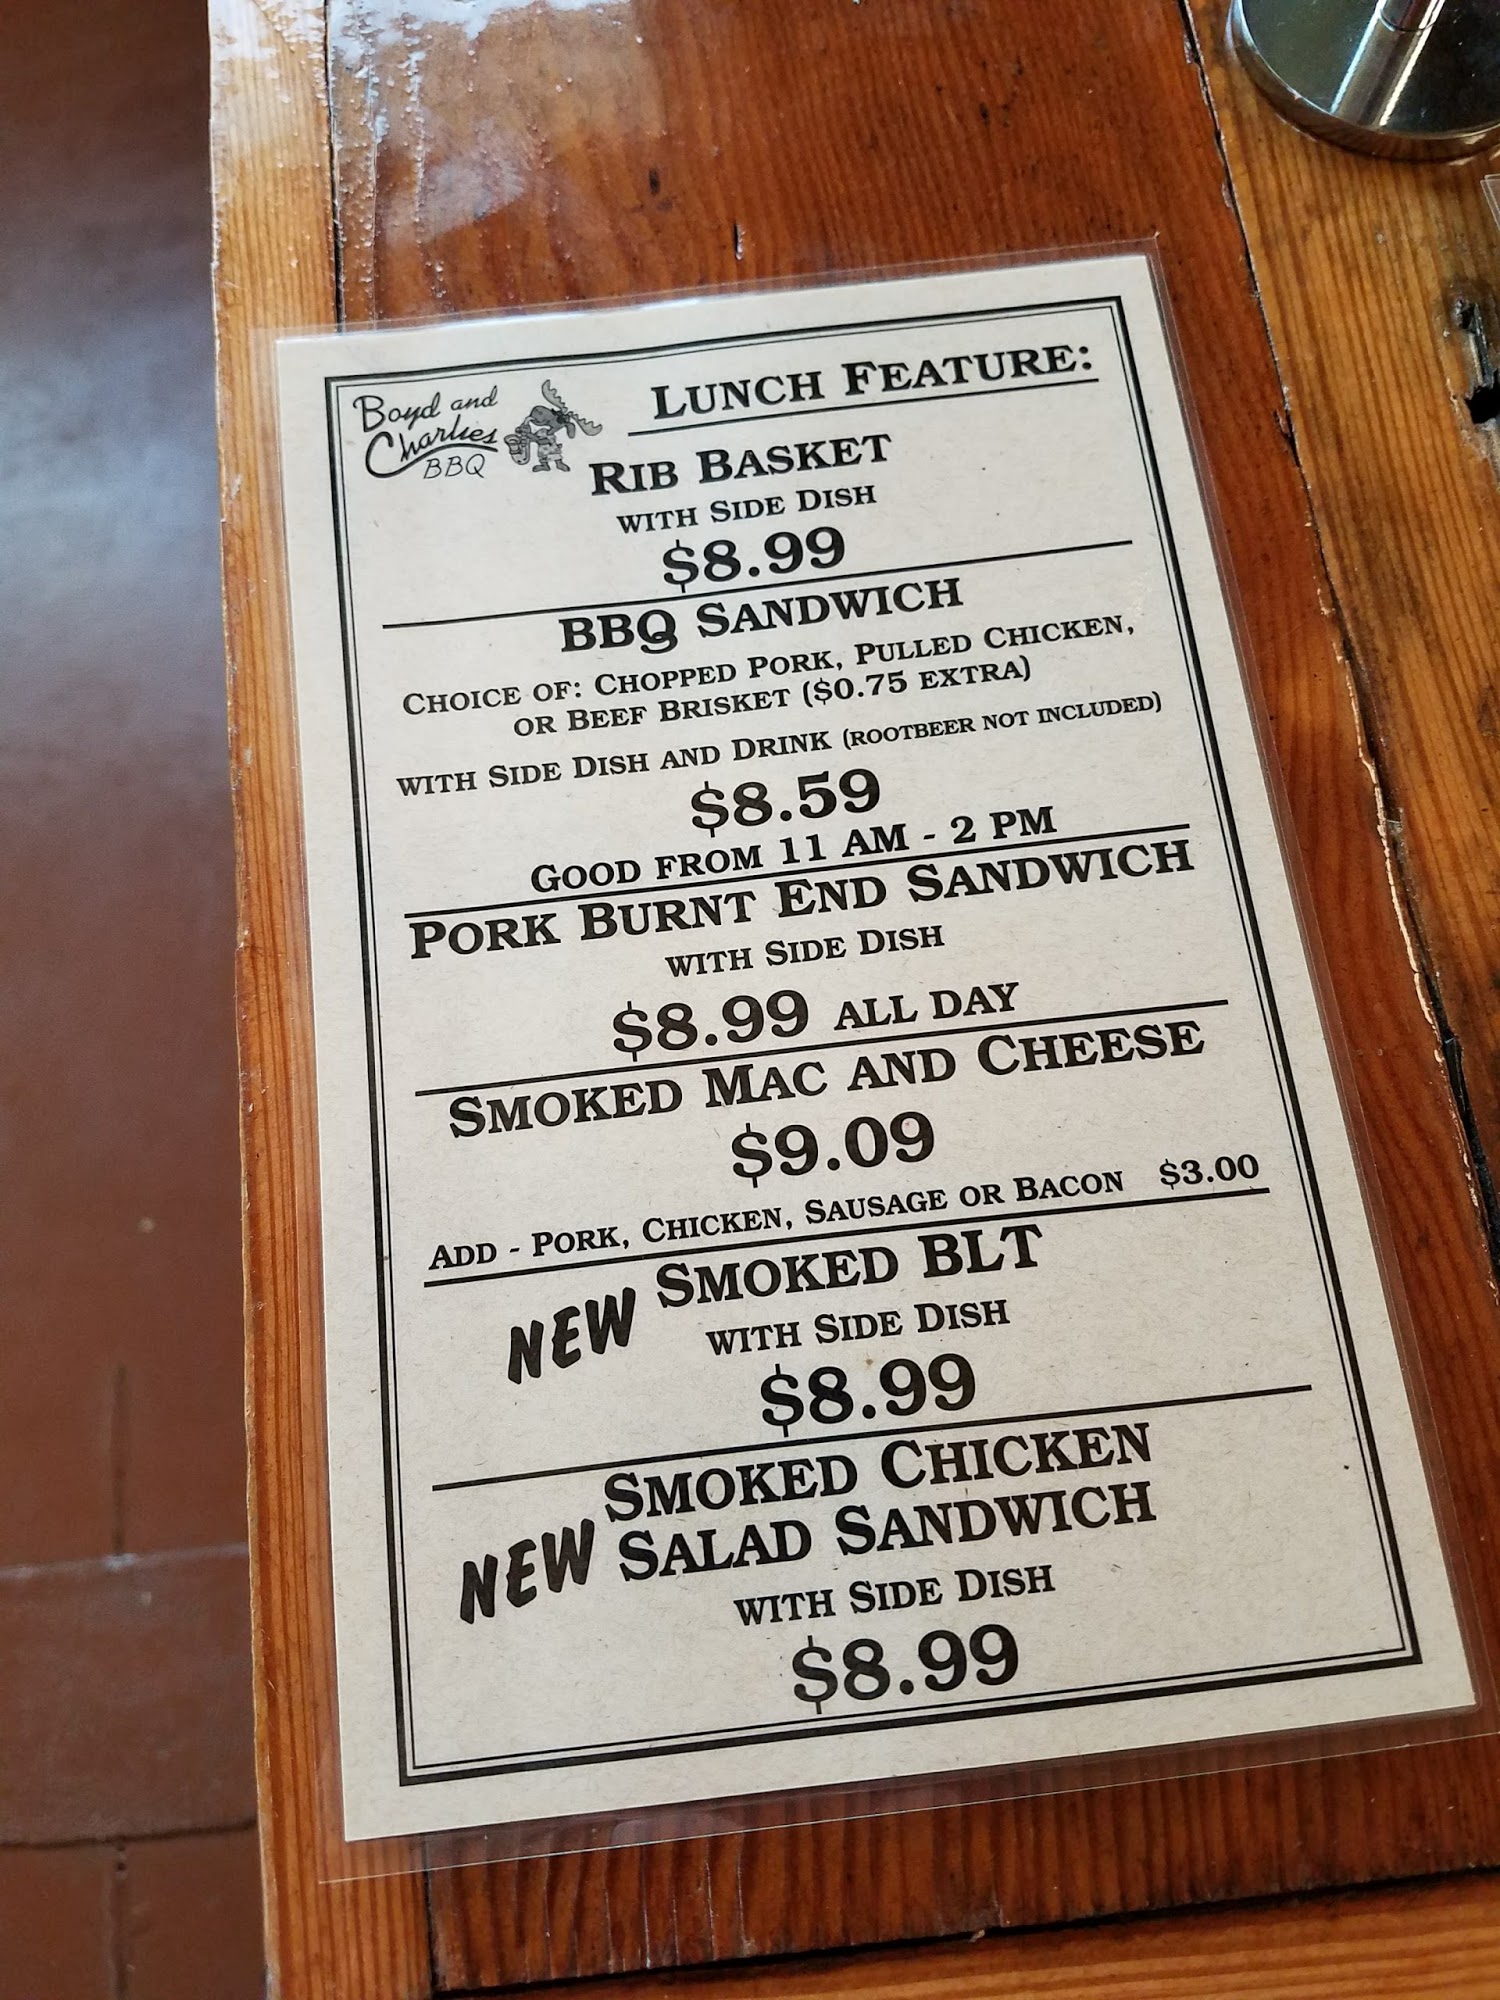 Boyd and
Charlies
BBQ
LUNCH FEATURE:
RIB BASKET
WITH SIDE DISH
$8.99
BBQ SANDWICH
CHOICE OF: CHOPPED PORK, PULLED CHICKEN,
OR BEEF BRISKET ($0.75 EXTRA)
WITH SIDE DISH AND DRINK (ROOTBEER NOT INCLUDED)
$8.59
GOOD FROM 11 AM - 2 PM
PORK BURNT END SANDWICH
WITH SIDE DISH
$8.99 ALL DAY
SMOKED MAC AND CHEESE
$9.09
ADD - PORK, CHICKEN, SAUSAGE OR BACON $3.00
NEW SMOKED BLT
WITH SIDE DISH
$8.99
SMOKED CHICKEN
NEW SALAD SANDWICH
WITH SIDE DISH
$8.99